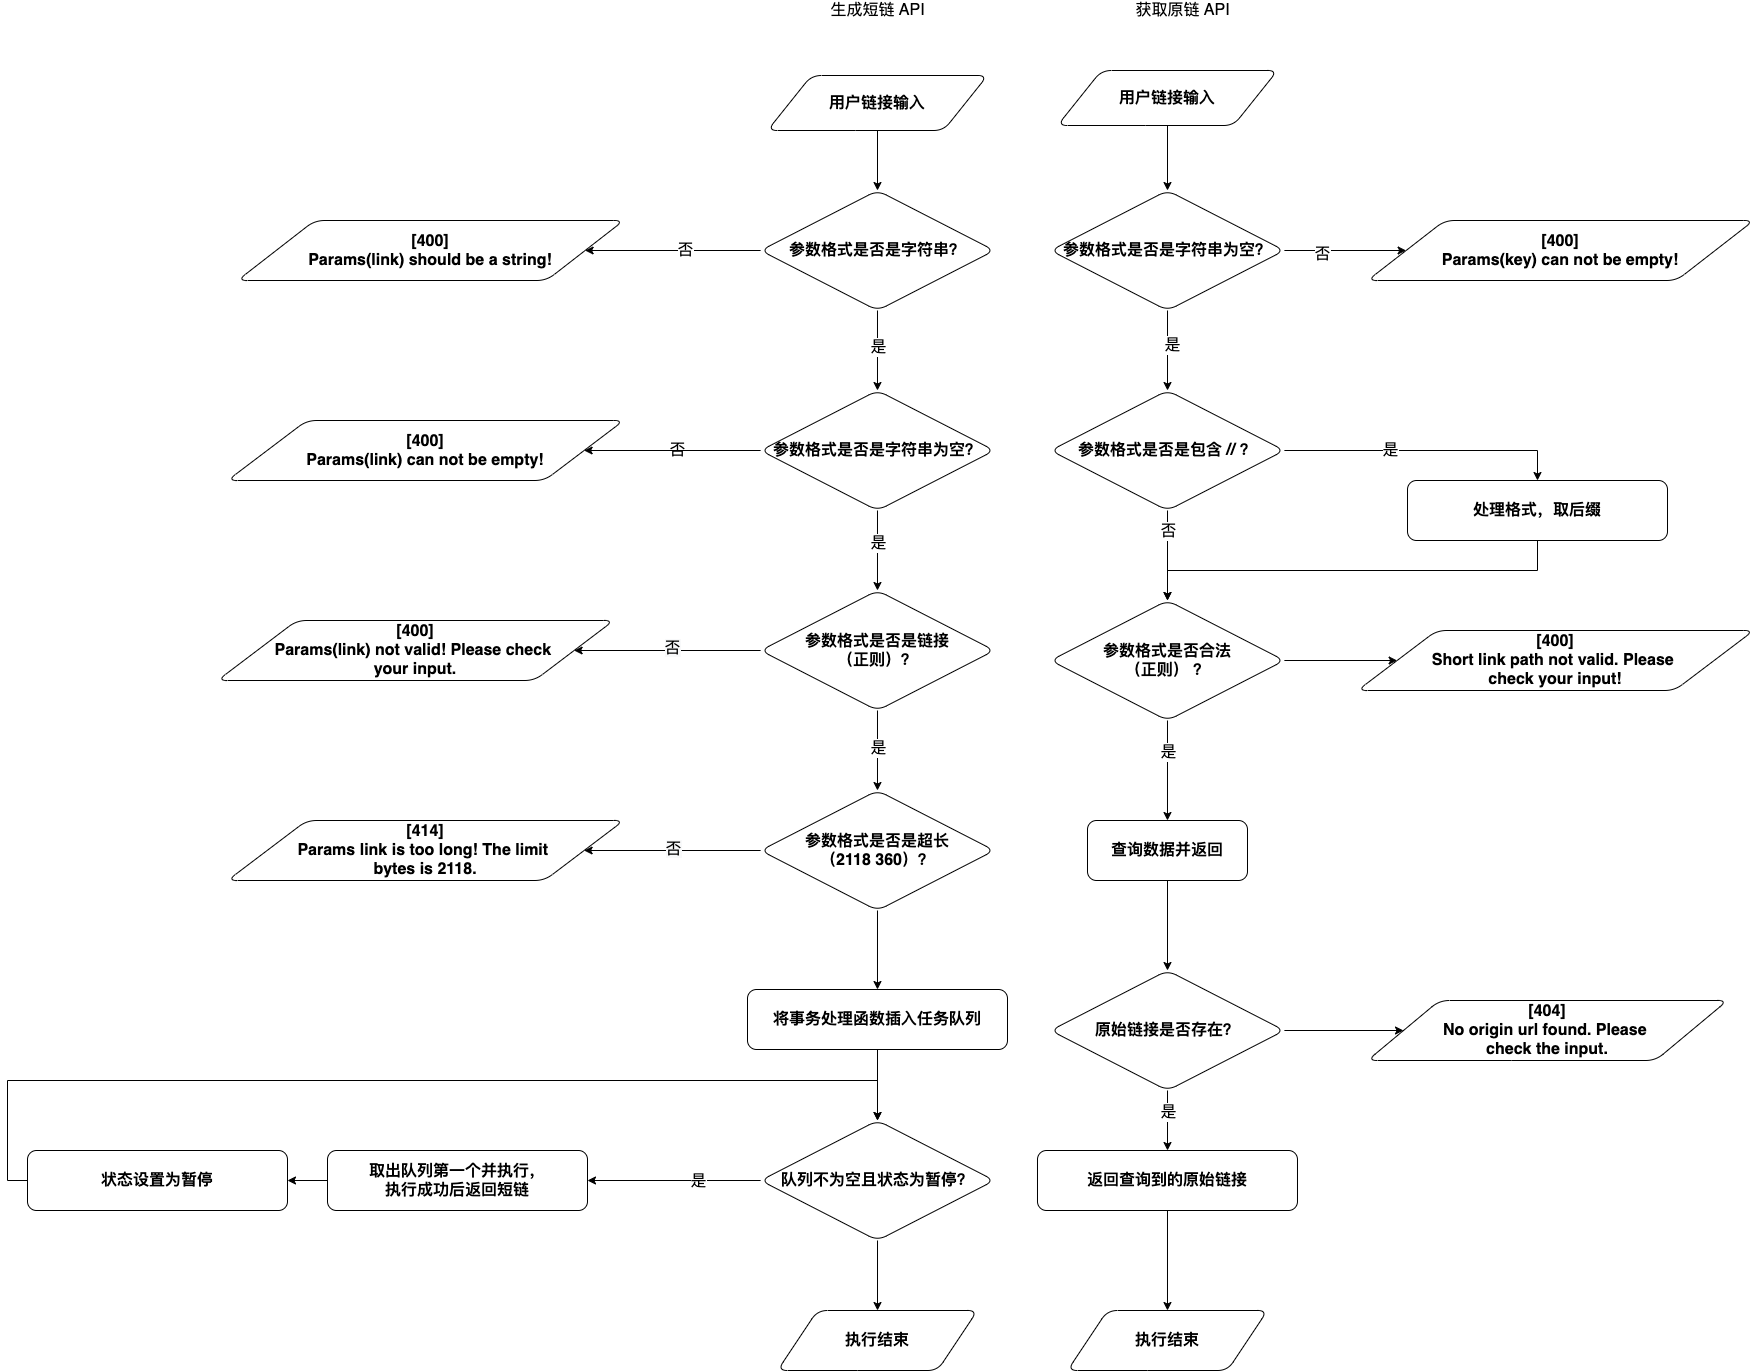 生成短链 API
用户链接输入
参数格式是否是字符串?
否
[400]
Params(link) should be a string!
是
参数格式是否是字符串为空?
否
[400]
Params(link) can not be empty!
是
参数格式是否是链接
（正则）?
否
[400]
Params(link) not valid! Please check
your input.
是
参数格式是否是超长
（2118 360）?
否
[414]
Params link is too long! The limit
bytes is 2118.
将事务处理函数插入任务队列
队列不为空且状态为暂停?
是
取出队列第一个并执行，
执行成功后返回短链
状态设置为暂停
执行结束
获取原链 API
用户链接输入
参数格式是否是字符串为空?
否
[400]
Params(key) can not be empty!
是
参数格式是否是包含 // ?
是
处理格式，取后缀
否
参数格式是否合法
（正则） ?
[400]
Short link path not valid. Please
check your input!
是
查询数据并返回
原始链接是否存在?
[404]
No origin url found. Please
check the input.
是
返回查询到的原始链接
执行结束